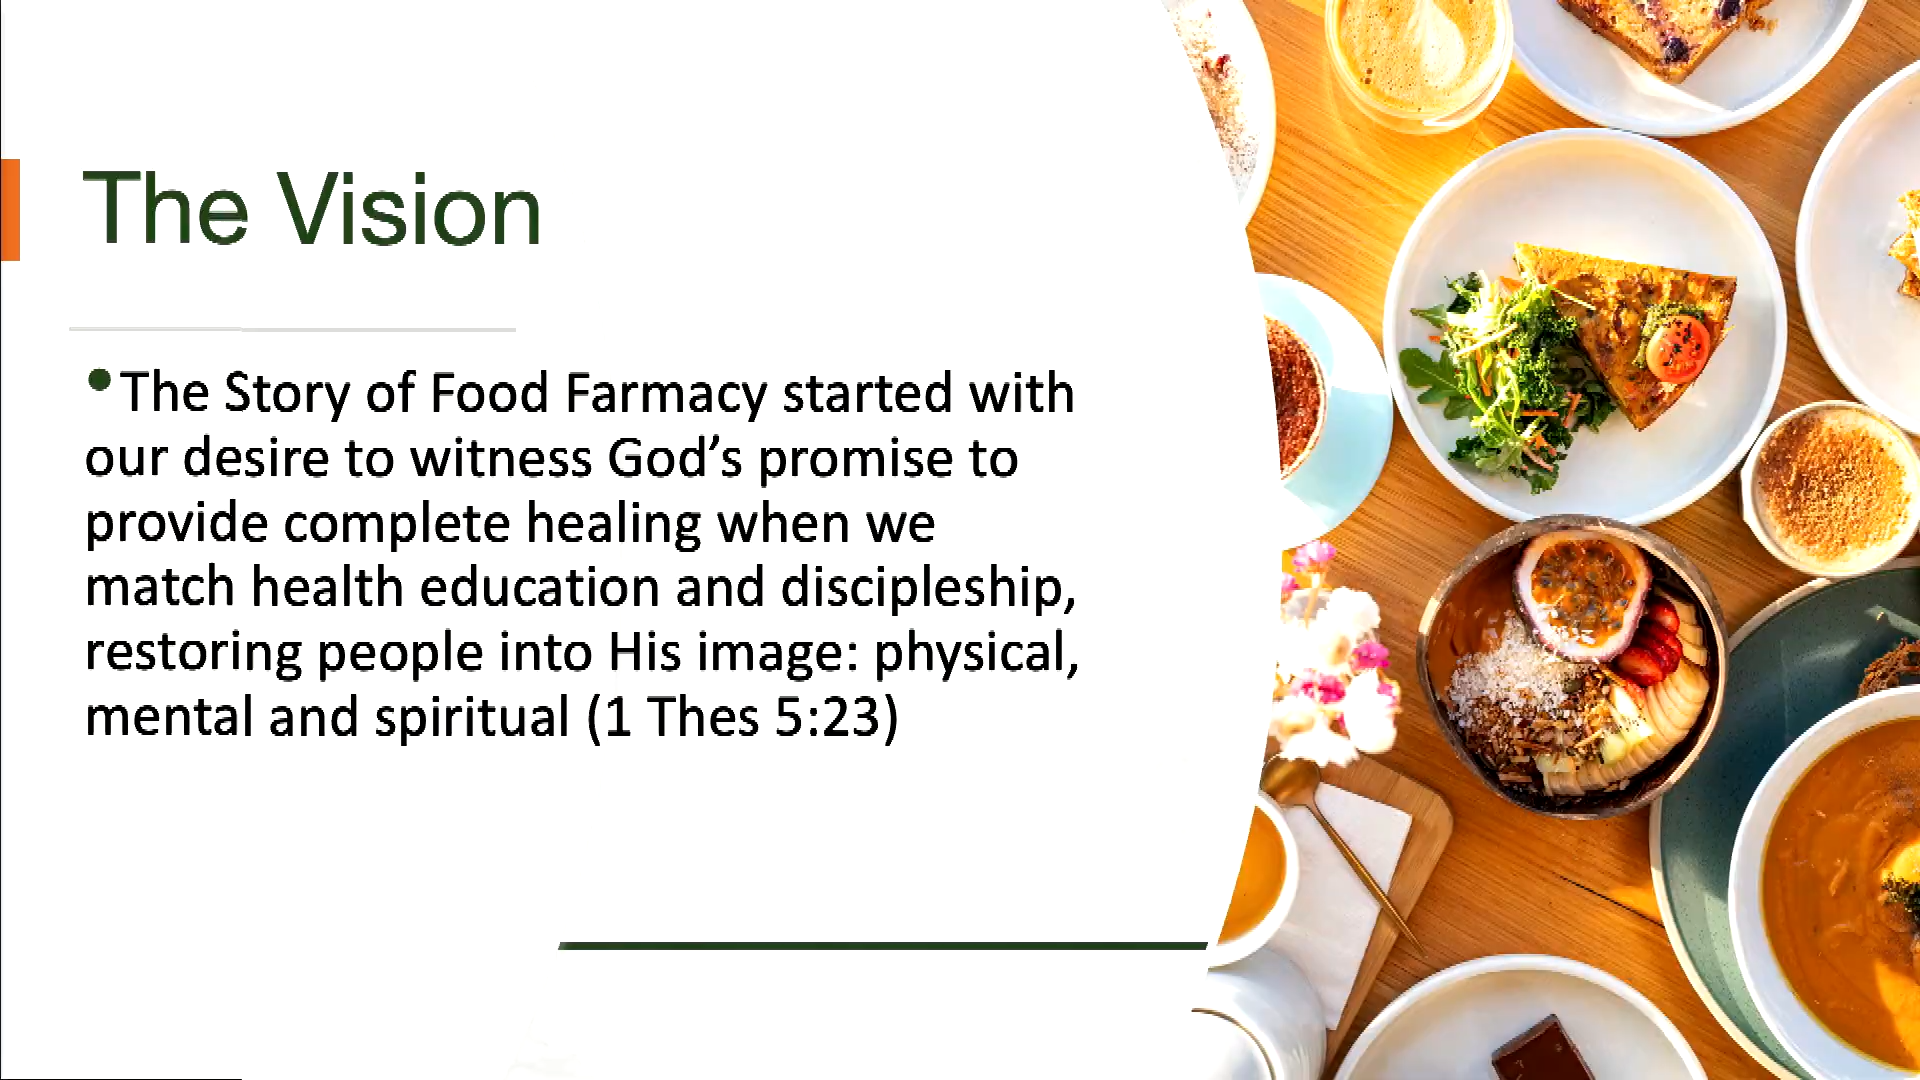 The Vision
•The Story of Food Farmacy started with
our desire to witness God’s promise to
provide complete healing when we
match health education and discipleship,
restoring people into His image: physical,
mental and spiritual (1 Thes 5:23)